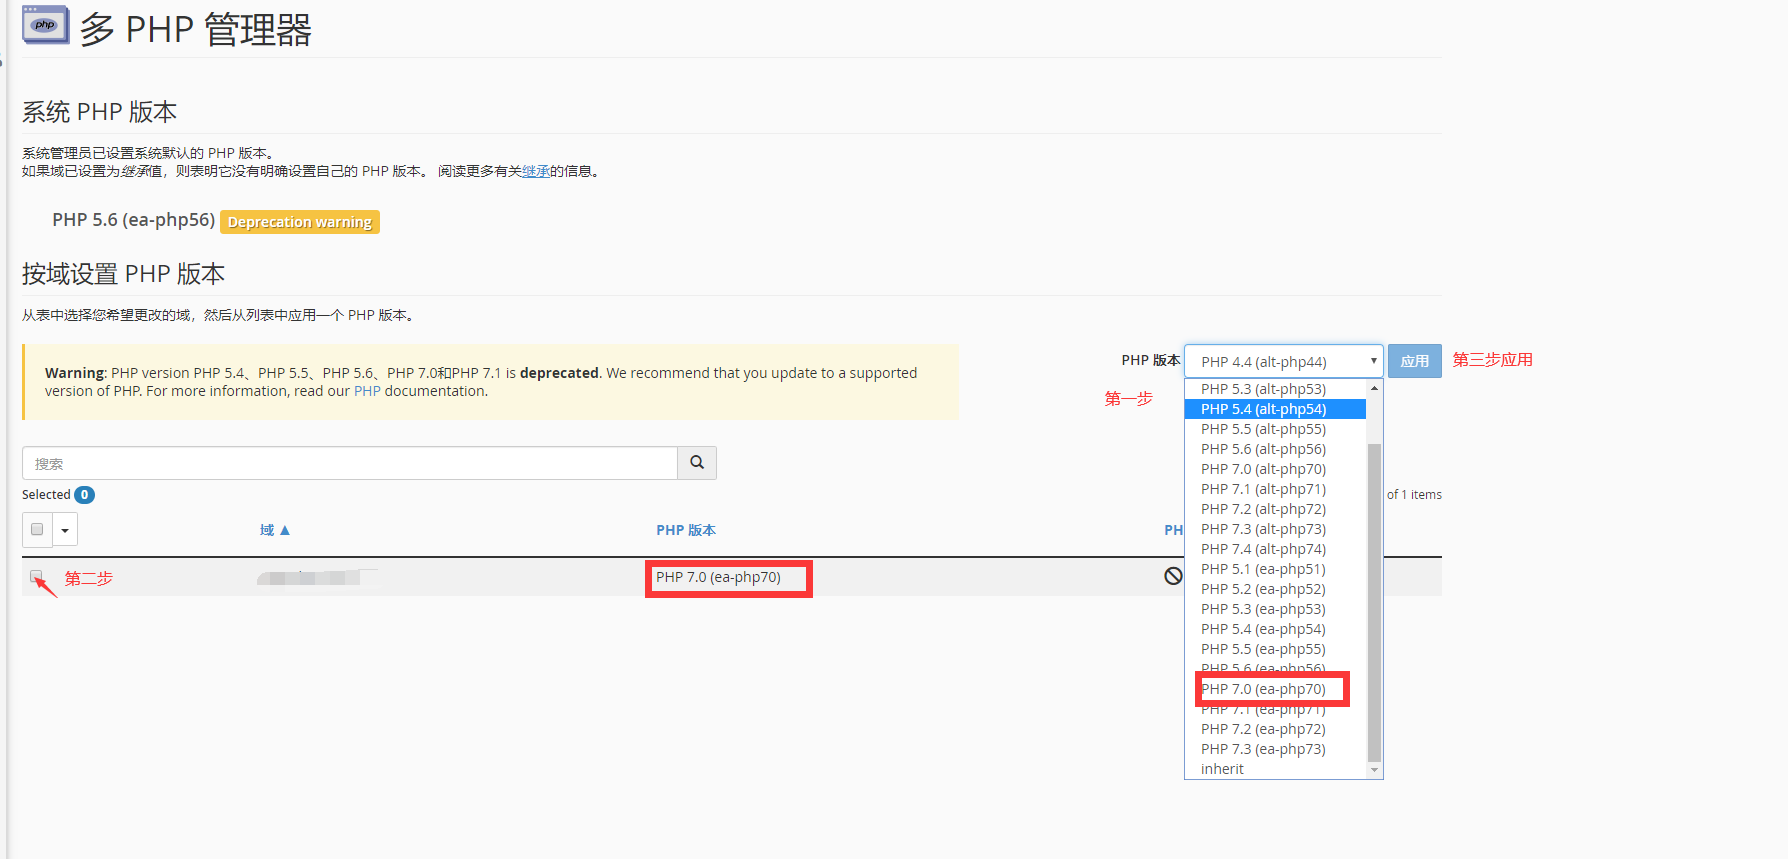 php
多 PHP 管理器
系统 PHP 版本
系统管理员已设置系统默认的 PHP 版本。
如果域已设置为继承值，则表明它没有明确设置自己的 PHP 版本。 阅读更多有关继承的信息。
PHP 5.6 (ea-php56) Deprecation warning
按域设置 PHP 版本
从表中选择您希望更改的域，然后从列表中应用一个 PHP 版本。
Warning: PHP version PHP 5.4、PHP 5.5、PHP 5.6、PHP 7.0和PHP 7.1 is deprecated. We recommend that you update to a supported
version of PHP. For more information, read our PHP documentation.
PHP 版本 PHP 4.4 (alt-php44) 应用 第三步应用
第一步
PHP 5.3 (alt-php53)
PHP 5.4 (alt-php54)
PHP 5.5 (alt-php55)
PHP 5.6 (alt-php56)
PHP 7.0 (alt-php70)
PHP 7.1 (alt-php71)
PHP 7.2 (alt-php72)
PHP 7.3 (alt-php73)
PHP 7.4 (alt-php74)
PHP 5.1 (ea-php51)
PHP 5.2 (ea-php52)
PHP 5.3 (ea-php53)
PHP 5.4 (ea-php54)
PHP 5.5 (ea-php55)
PHP 5.6 (ea-php56)
PHP 7.0 (ea-php70)
PHP 7.1 (ea-php71)
PHP 7.2 (ea-php72)
PHP 7.3 (ea-php73)
inherit
搜索
Selected 0
of 1 items
域 PHP 版本 PH
第二步 PHP 7.0 (ea-php70)